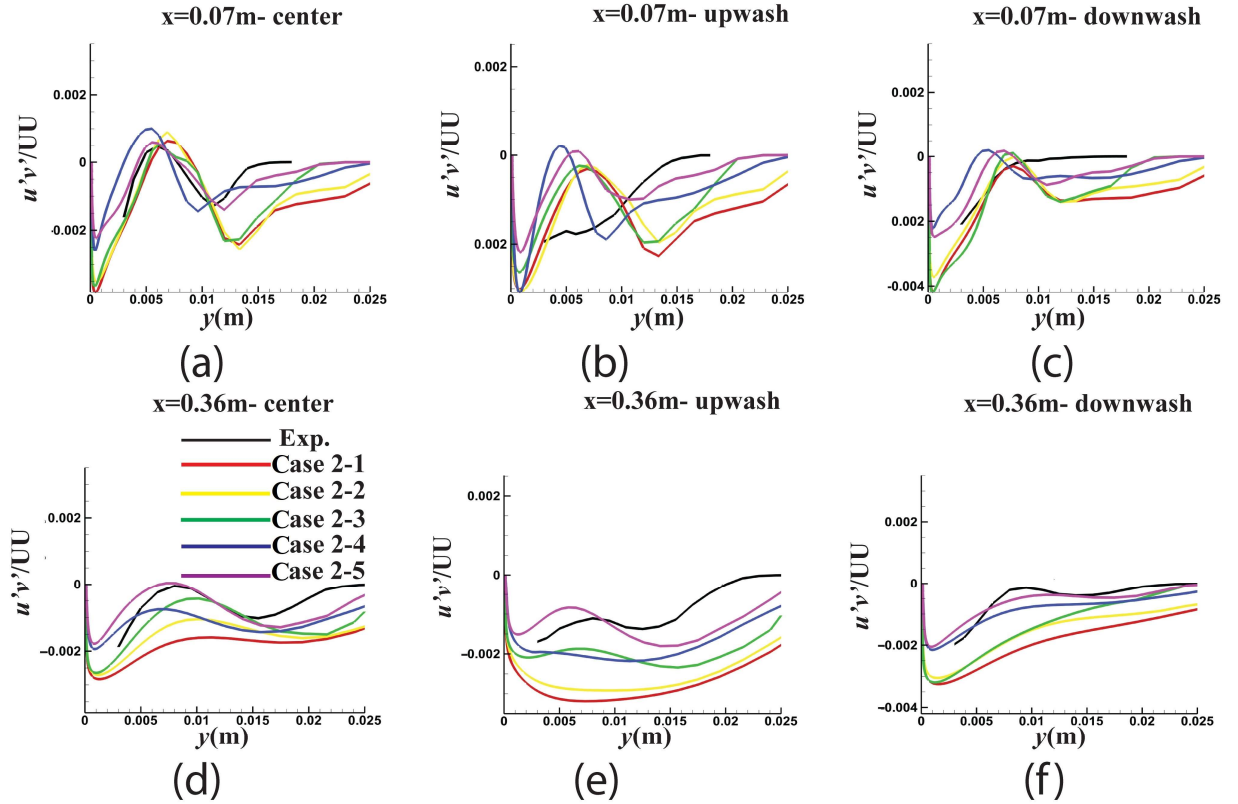 x=0.07m- center
x=0.07m- upwash
x=0.07m- downwash
u'v'/UU
0.002
0
-0.002
0
0.005
0.01
0.015
0.02
0.025
y(m)
(a)
u'v'/UU
0.002
0
0.002
0
0.005
0.01
0.015
0.02
0.025
y(m)
(b)
u'v'/UU
0.002
0
-0.002
-0.004
0
0.005
0.01
0.015
0.02
0.025
y(m)
(c)
x=0.36m- center
x=0.36m- upwash
x=0.36m- downwash
Exp.
Case 2-1
Case 2-2
Case 2-3
Case 2-4
Case 2-5
u'v'/UU
0.002
0
-0.002
0
0.005
0.01
0.015
0.02
0.025
y(m)
(d)
u'v'/UU
0.002
0
-0.002
0
0.005
0.01
0.015
0.02
0.025
y(m)
(e)
u'v'/UU
0.002
0
-0.002
-0.004
0
0.005
0.01
0.015
0.02
0.025
y(m)
(f)